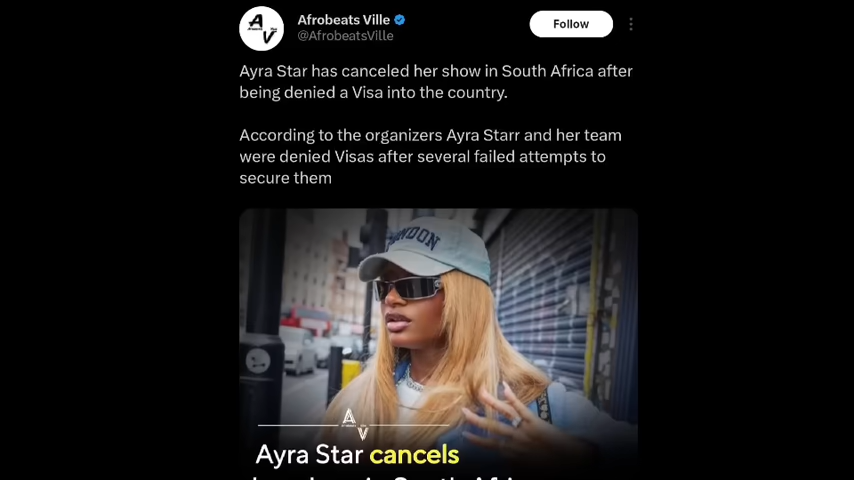 Afrobeats Ville
@AfrobeatsVille
Follow
Ayra Star has canceled her show in South Africa after
being denied a Visa into the country.
According to the organizers Ayra Starr and her team
were denied Visas after several failed attempts to
secure them
LONDON
AV
Ayra Star cancels